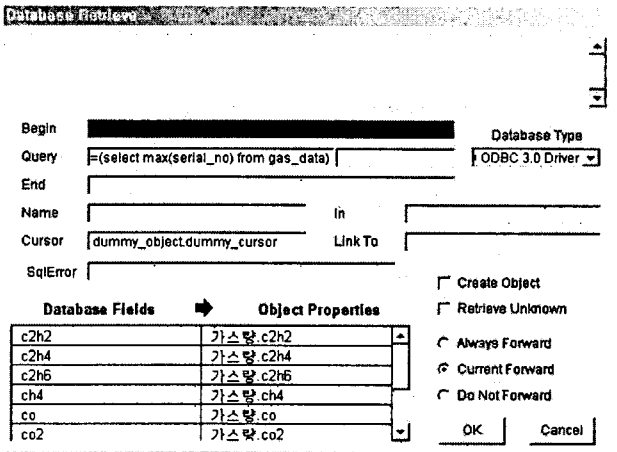 Database Retrieve
Begin
Database Type
Query =(select max(serial_no) from gas_data) ODBC 3.0 Driver
End
Name In
Cursor dummy_object.dummy_cursor Link To
SqlError
Create Object
Database Fields Object Properties Retrieve Unknown
c2h2 가스량.c2h2
Always Forward
c2h4 가스량.c2h4
c2h6 가스량.c2h6 Current Forward
ch4 가스량.ch4 Do Not Forward
co 가스량.co
co2 가스량.co2 OK Cancel